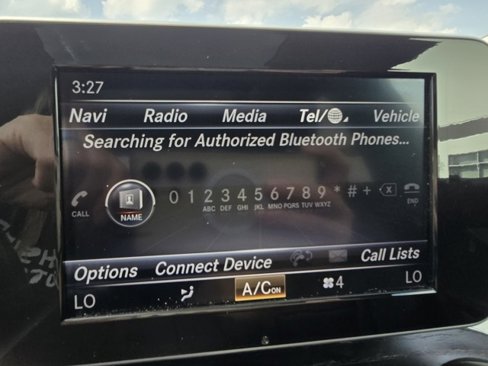 3:27
Navi Radio Media Tel/ Vehicle
Searching for Authorized Bluetooth Phones...
CALL NAME 0 1 2 3 4 5 6 7 8 9 * # + END
ABC DEF GHI JKL MNO PQRS TUV WXYZ
Options Connect Device Call Lists
LO A/C ON 4 LO